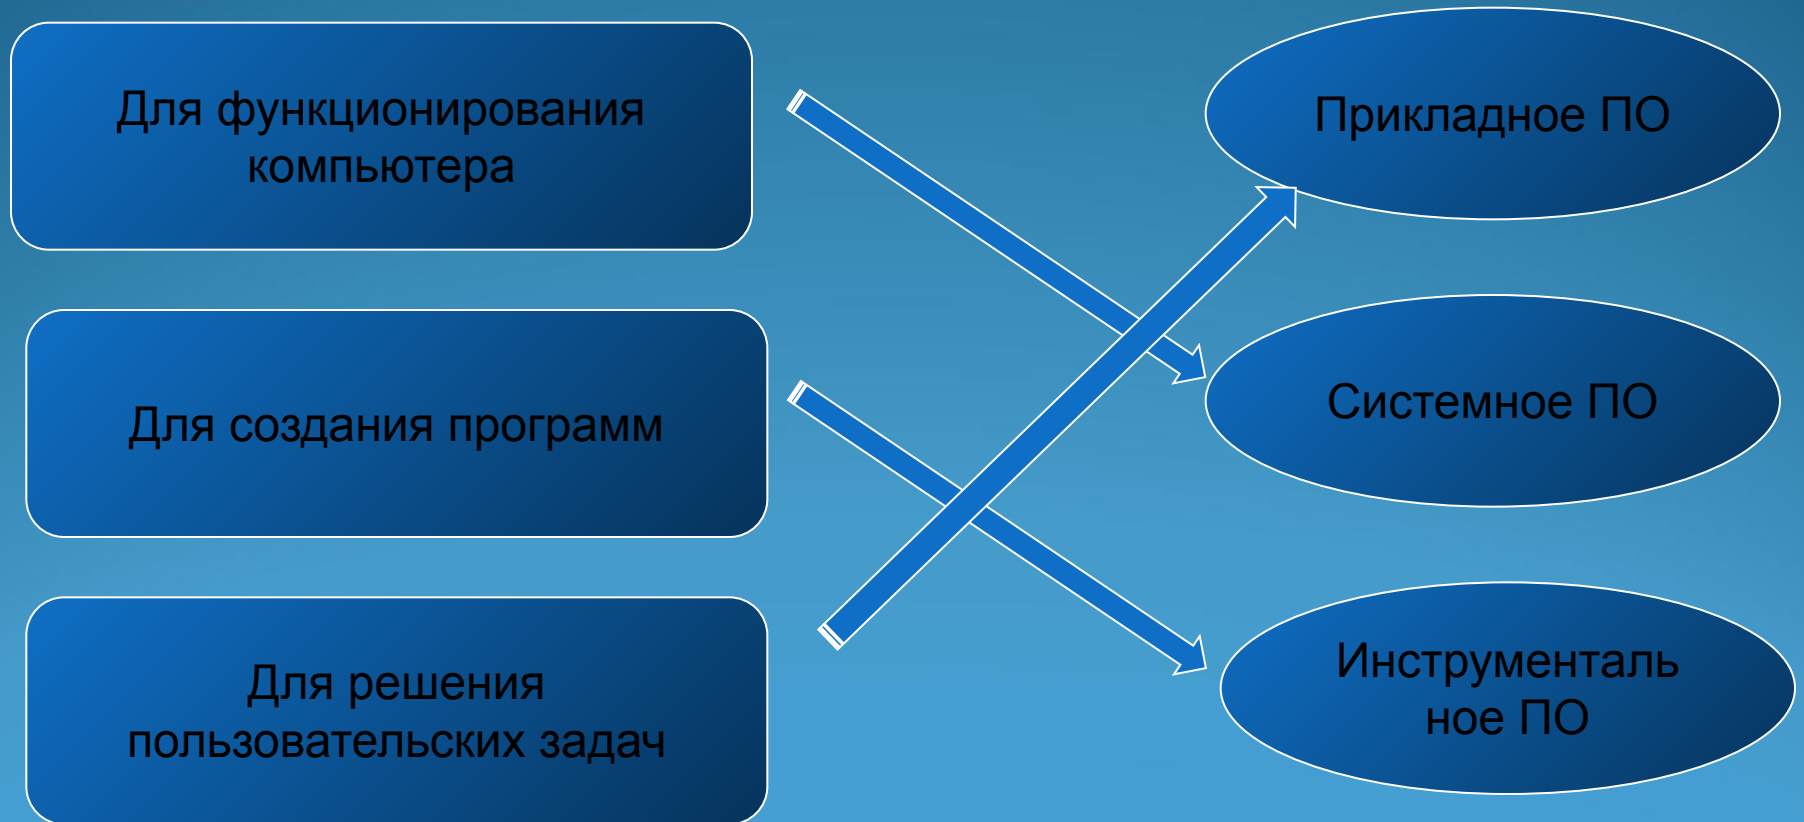 Для функционирования
компьютера
Прикладное ПО
Для создания программ
Системное ПО
Для решения
пользовательских задач
Инструменталь
ное ПО